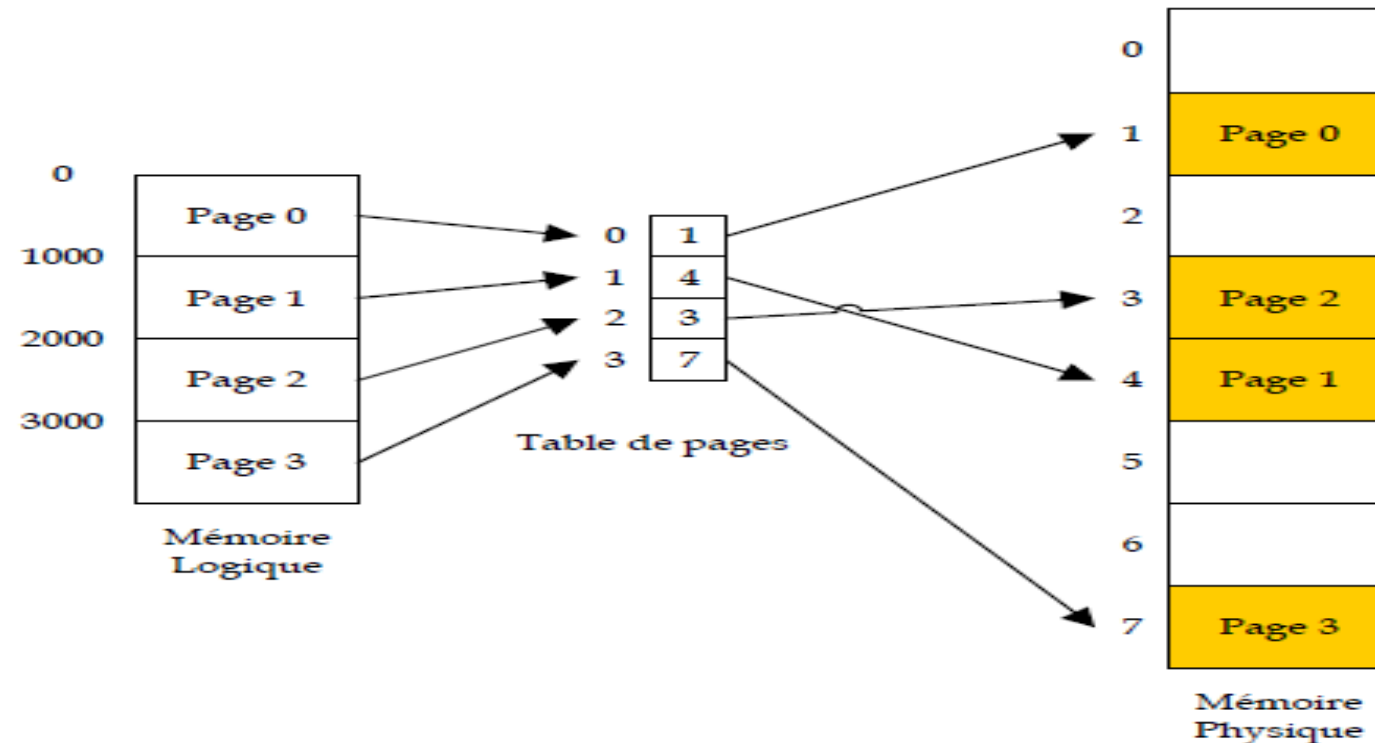 0
Page 0
1000
Page 1
2000
Page 2
3000
Page 3
Mémoire
Logique
0 1
1 4
2 3
3 7
Table de pages
0
1 Page 0
2
3 Page 2
4 Page 1
5
6
7 Page 3
Mémoire
Physique